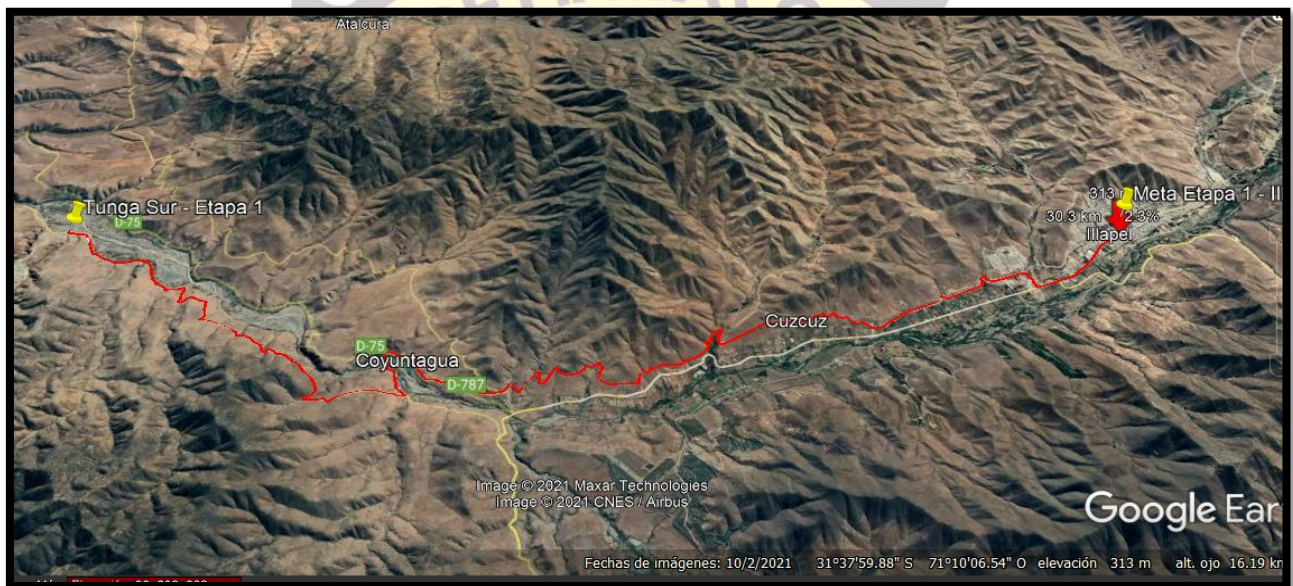 Atalcura
Tunga Sur - Etapa 1
D-75
313 m
Meta Etapa 1 - Il
30.3 km
2.3%
Illapel
Cuzcuz
D-75
Coyuntagua
D-787
Image © 2021 Maxar Technologies
Image © 2021 CNES / Airbus
Google Ear
Fechas de imágenes: 10/2/2021 31°37'59.88" S 71°10'06.54" O elevación 313 m alt. ojo 16.19 km